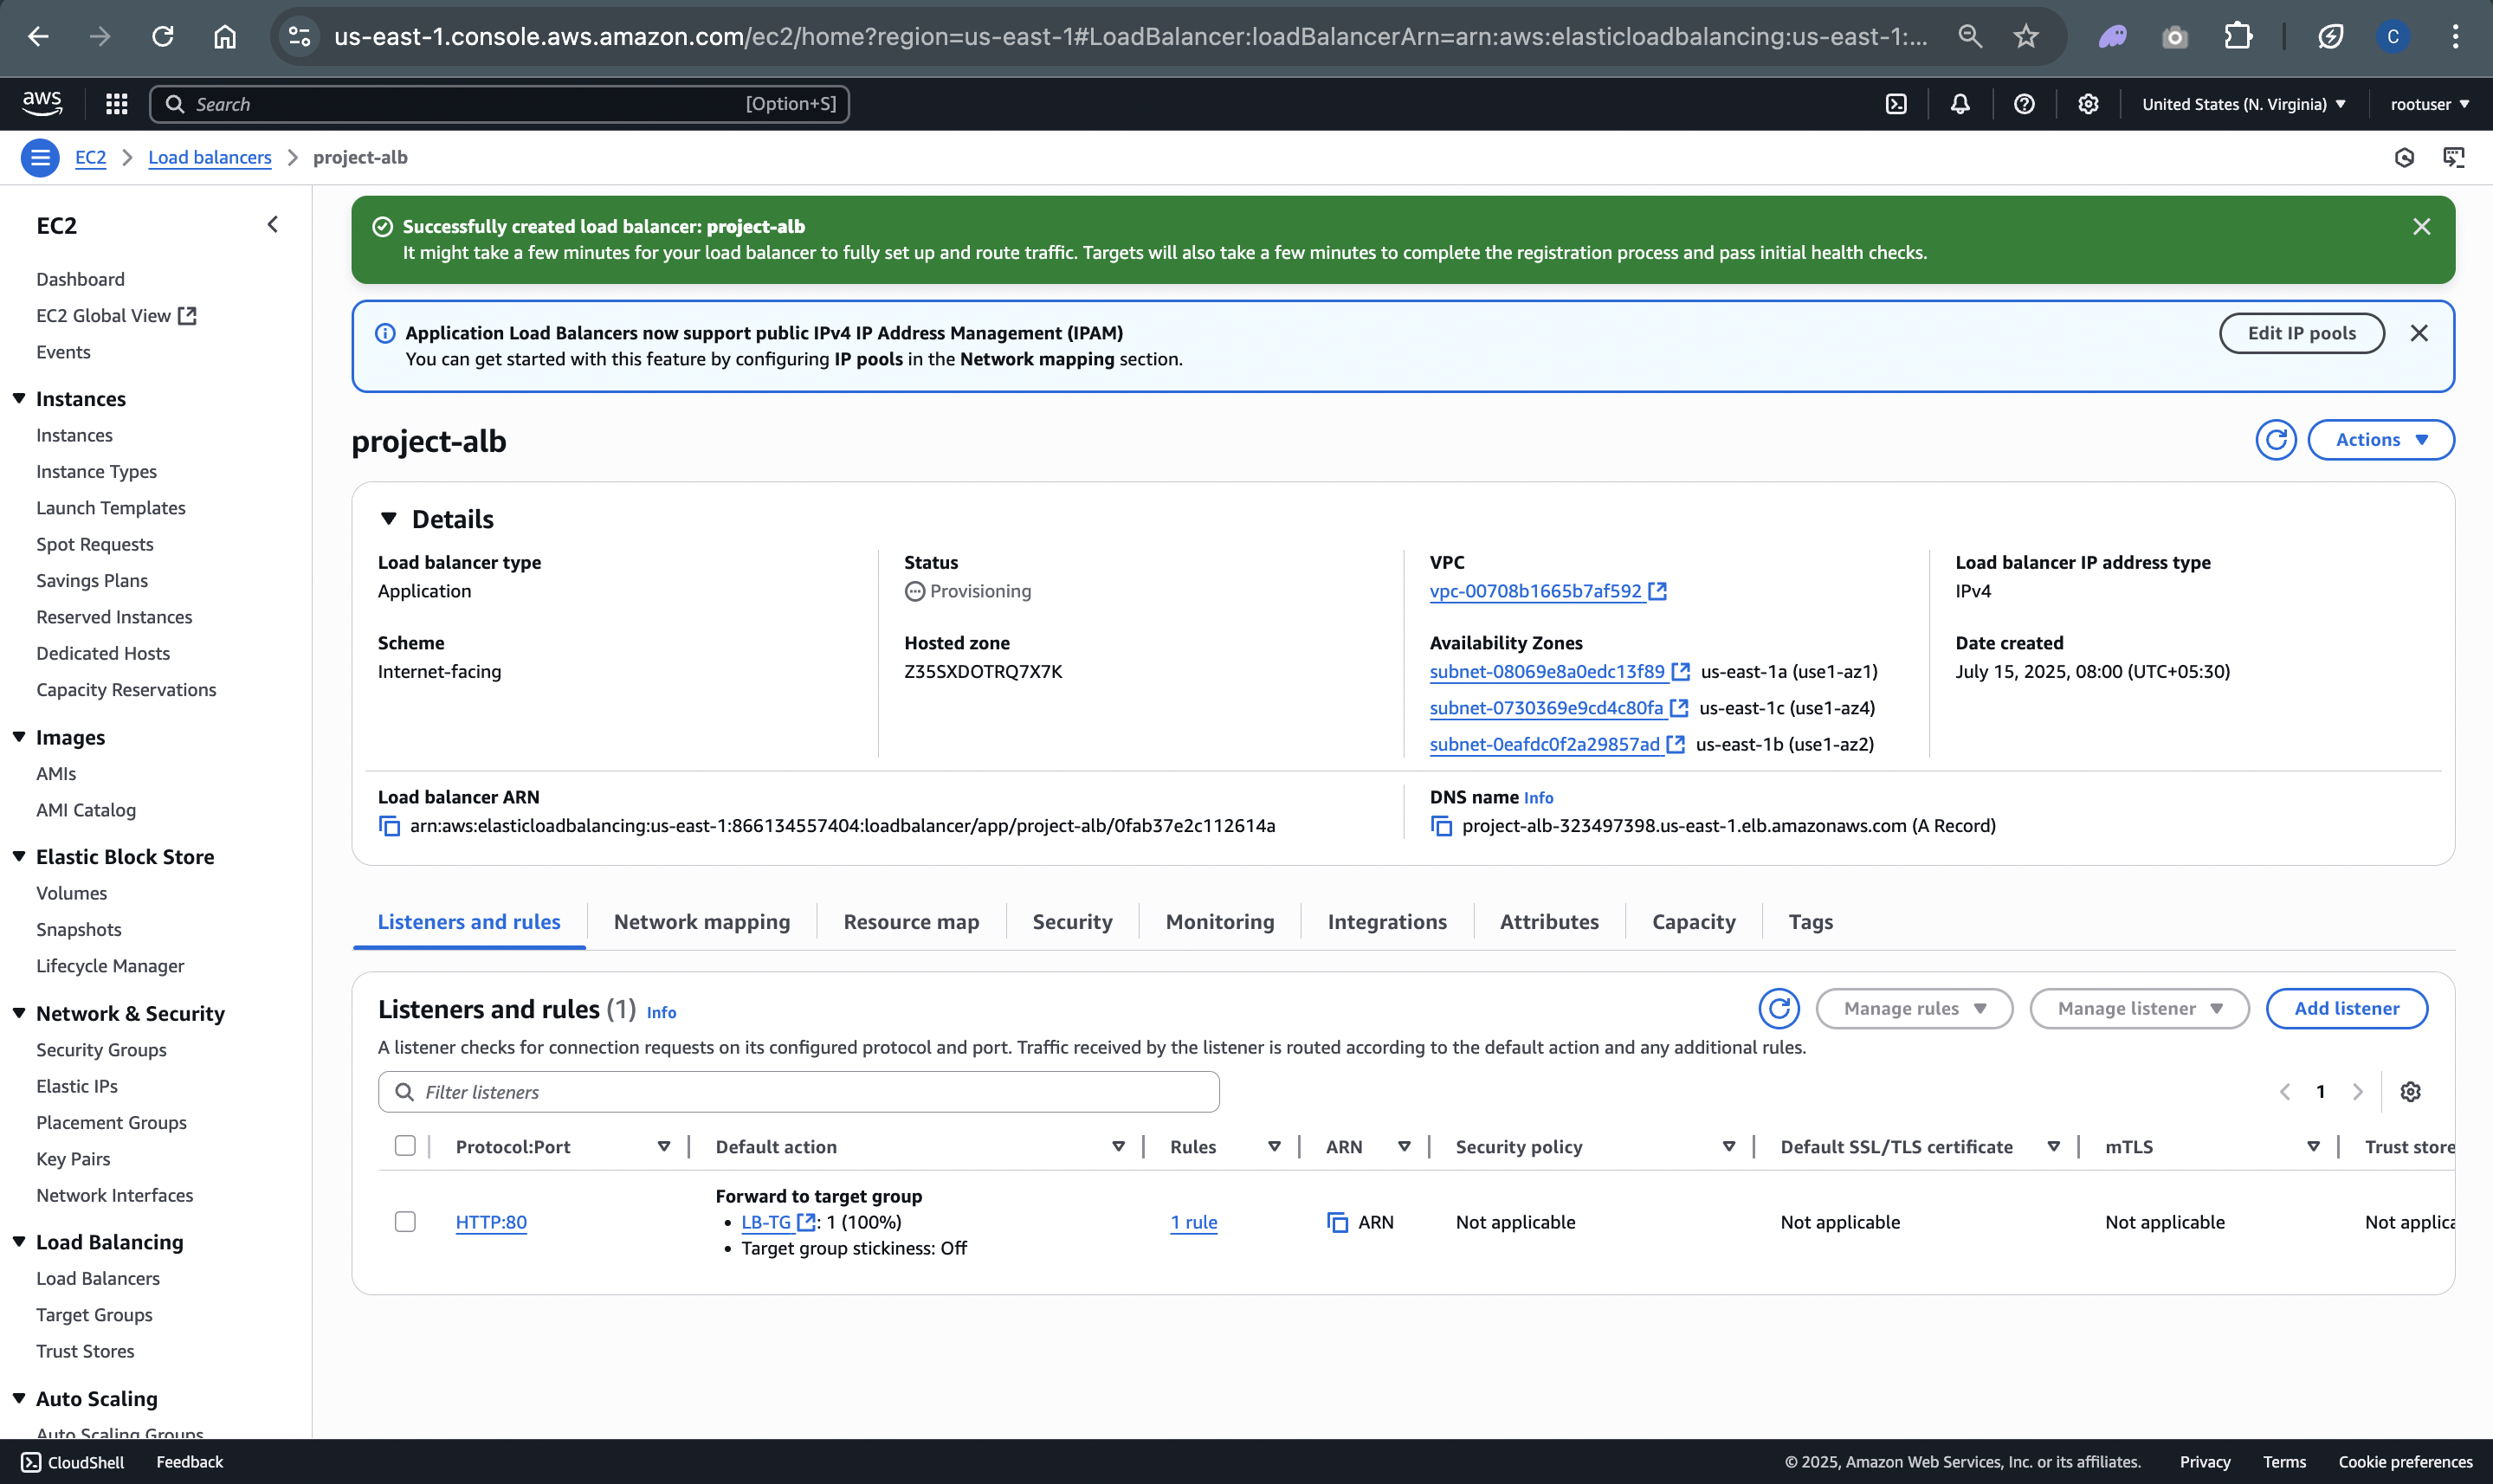 us-east-1.console.aws.amazon.com/ec2/home?region=us-east-1#LoadBalancer:loadBalancerArn=arn:aws:elasticloadbalancing:us-east-1:...
C
aws
Search
[Option+S]
United States (N. Virginia)
rootuser
EC2
Load balancers
project-alb
EC2
Dashboard
EC2 Global View
Events
Instances
Instances
Instance Types
Launch Templates
Spot Requests
Savings Plans
Reserved Instances
Dedicated Hosts
Capacity Reservations
Images
AMIs
AMI Catalog
Elastic Block Store
Volumes
Snapshots
Lifecycle Manager
Network & Security
Security Groups
Elastic IPs
Placement Groups
Key Pairs
Network Interfaces
Load Balancing
Load Balancers
Target Groups
Trust Stores
Auto Scaling
Auto Scaling Groups
Successfully created load balancer: project-alb
It might take a few minutes for your load balancer to fully set up and route traffic. Targets will also take a few minutes to complete the registration process and pass initial health checks.
Application Load Balancers now support public IPv4 IP Address Management (IPAM)
You can get started with this feature by configuring IP pools in the Network mapping section.
Edit IP pools
project-alb
Actions
Details
Load balancer type
Application
Status
Provisioning
VPC
vpc-00708b1665b7af592
Load balancer IP address type
IPv4
Scheme
Internet-facing
Hosted zone
Z35SXDOTRQ7X7K
Availability Zones
subnet-08069e8a0edc13f89 us-east-1a (use1-az1)
subnet-0730369e9cd4c80fa us-east-1c (use1-az4)
subnet-0eafdc0f2a29857ad us-east-1b (use1-az2)
Date created
July 15, 2025, 08:00 (UTC+05:30)
Load balancer ARN
arn:aws:elasticloadbalancing:us-east-1:866134557404:loadbalancer/app/project-alb/0fab37e2c112614a
DNS name Info
project-alb-323497398.us-east-1.elb.amazonaws.com (A Record)
Listeners and rules
Network mapping
Resource map
Security
Monitoring
Integrations
Attributes
Capacity
Tags
Listeners and rules (1) Info
Manage rules
Manage listener
Add listener
A listener checks for connection requests on its configured protocol and port. Traffic received by the listener is routed according to the default action and any additional rules.
Filter listeners
1
Protocol:Port
Default action
Rules
ARN
Security policy
Default SSL/TLS certificate
mTLS
Trust store
HTTP:80
Forward to target group
• LB-TG : 1 (100%)
• Target group stickiness: Off
1 rule
ARN
Not applicable
Not applicable
Not applicable
Not applica
CloudShell
Feedback
© 2025, Amazon Web Services, Inc. or its affiliates.
Privacy
Terms
Cookie preferences